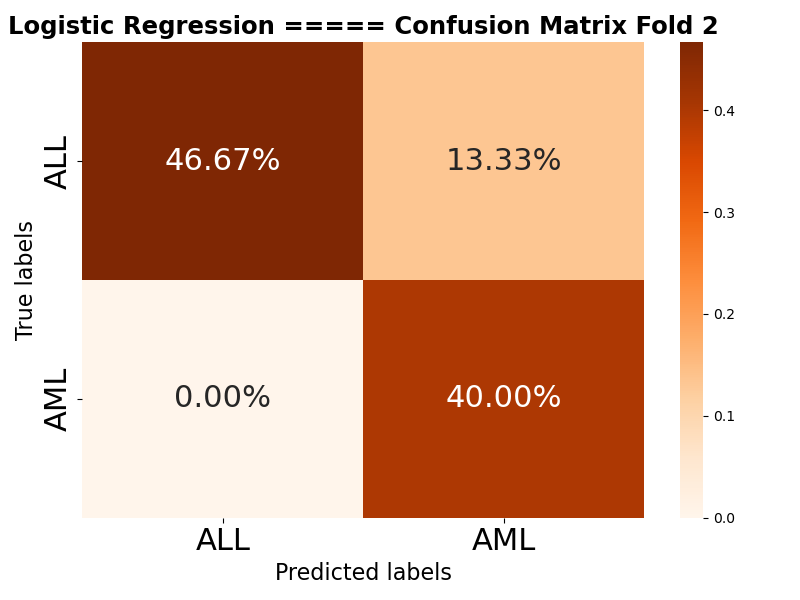 Logistic Regression ===== Confusion Matrix Fold 2
True labels
ALL
46.67%
13.33%
AML
0.00%
40.00%
ALL
AML
Predicted labels
0.4
0.3
0.2
0.1
0.0